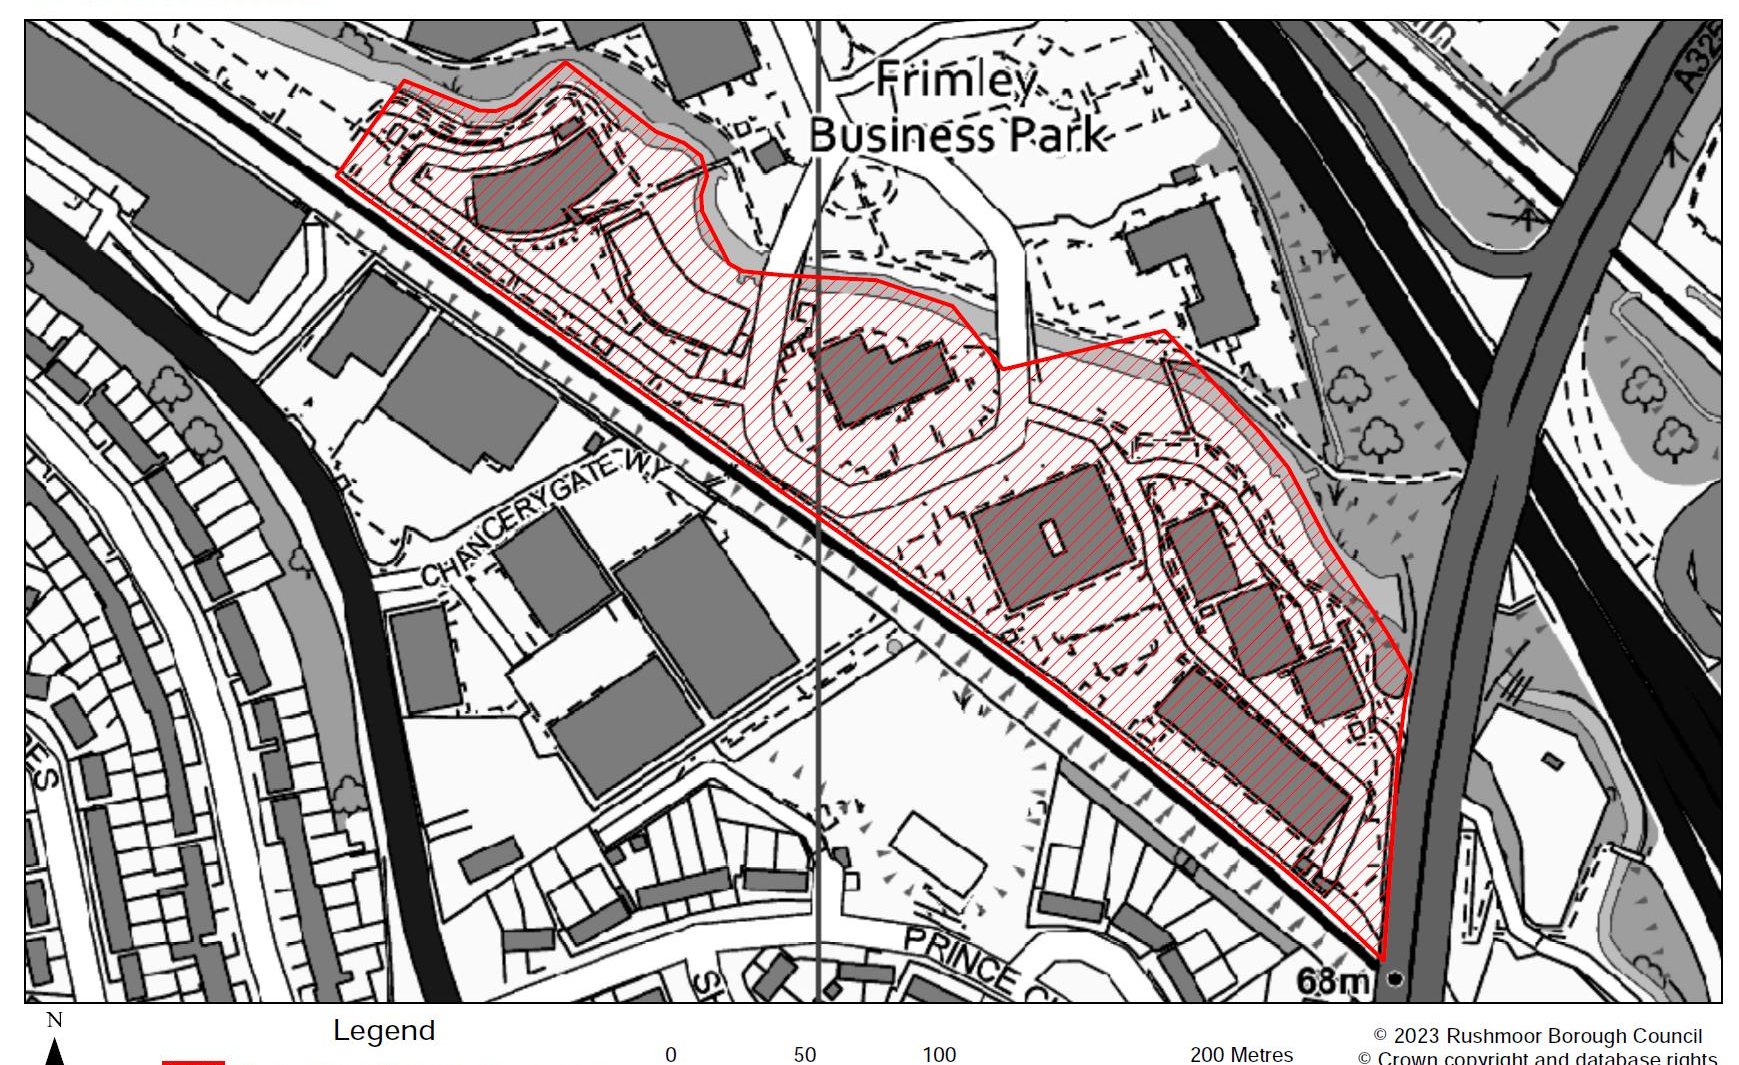 A325
Frimley
Business Park
CHANCERY GATE WY
PRINCE
68m
N
Legend
0 50 100 200 Metres
© 2023 Rushmoor Borough Council
© Crown copyright and database rights